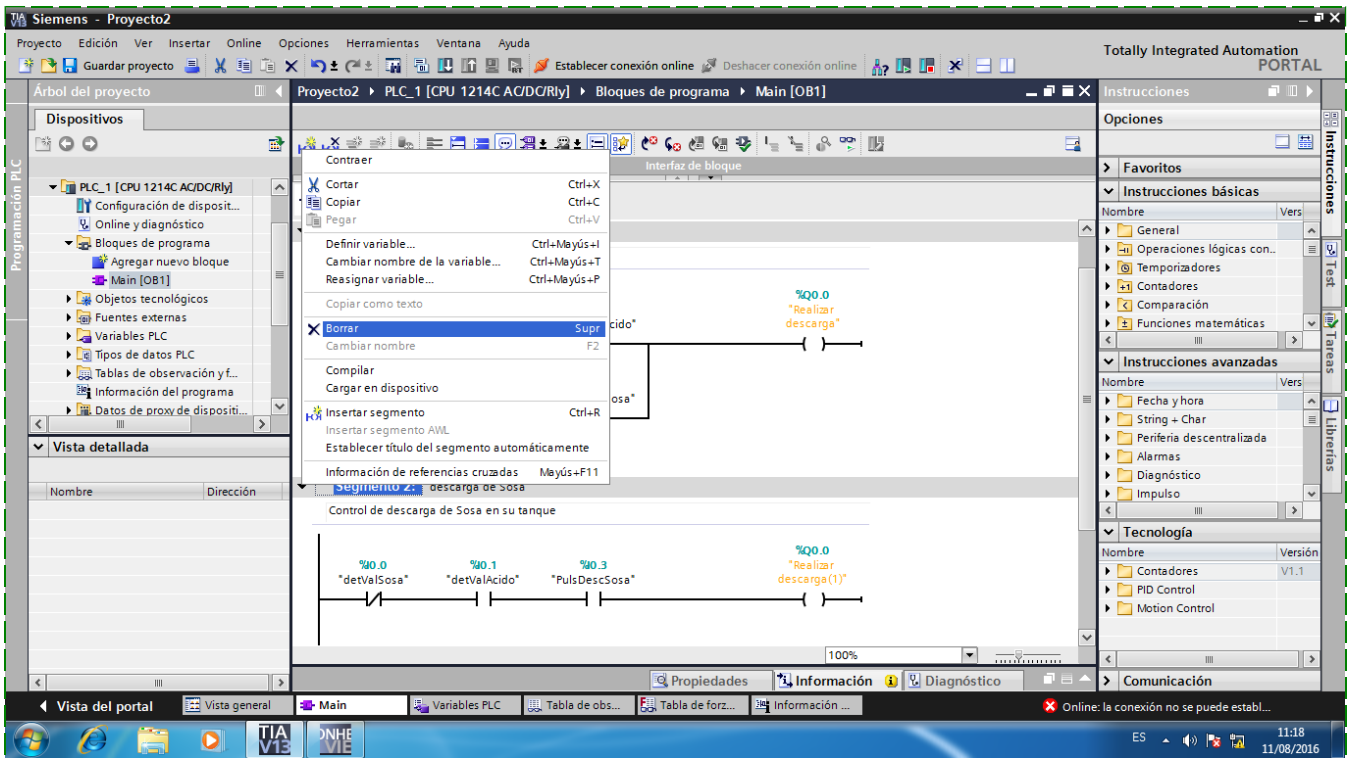 TIA V13 Siemens - Proyecto2
Proyecto Edición Ver Insertar Online Opciones Herramientas Ventana Ayuda
Guardar proyecto Establecer conexión online Deshacer conexión online
Totally Integrated Automation
PORTAL
Árbol del proyecto
Dispositivos
Programación PLC
PLC_1 [CPU 1214C AC/DC/Rly]
Configuración de disposit...
Online y diagnóstico
Bloques de programa
Agregar nuevo bloque
Main [OB1]
Objetos tecnológicos
Fuentes externas
Variables PLC
Tipos de datos PLC
Tablas de observación y f...
Información del programa
Datos de proxy de dispositi...
Vista detallada
Nombre Dirección
Proyecto2 PLC_1 [CPU 1214C AC/DC/Rly] Bloques de programa Main [OB1]
Interfaz de bloque
Contraer
Cortar Ctrl+X
Copiar Ctrl+C
Pegar Ctrl+V
Definir variable... Ctrl+Mayús+I
Cambiar nombre de la variable... Ctrl+Mayús+T
Reasignar variable... Ctrl+Mayús+P
Copiar como texto
Borrar Supr
Cambiar nombre F2
Compilar
Cargar en dispositivo
Insertar segmento Ctrl+R
Insertar segmento AWL
Establecer título del segmento automáticamente
Información de referencias cruzadas Mayús+F11
%Q0.0
"Realizar
descarga"
cido"
osa"
Segmento 2: descarga de Sosa
Control de descarga de Sosa en su tanque
%I0.0 %I0.1 %I0.3
"detValSosa" "detValAcido" "PulsDescSosa"
%Q0.0
"Realizar
descarga(1)"
100%
Propiedades Información Diagnóstico
Instrucciones
Opciones
Favoritos
Instrucciones básicas
Nombre Vers
General
Operaciones lógicas con..
Temporizadores
Contadores
Comparación
Funciones matemáticas
Instrucciones avanzadas
Nombre Vers
Fecha y hora
String + Char
Periferia descentralizada
Alarmas
Diagnóstico
Impulso
Tecnología
Nombre Versión
Contadores V1.1
PID Control
Motion Control
Comunicación
Instrucciones
Test
Tareas
Librerías
Vista del portal Vista general Main Variables PLC Tabla de obs... Tabla de forz... Información ... Online: la conexión no se puede establ...
TIA
V13
ES 11:18
11/08/2016